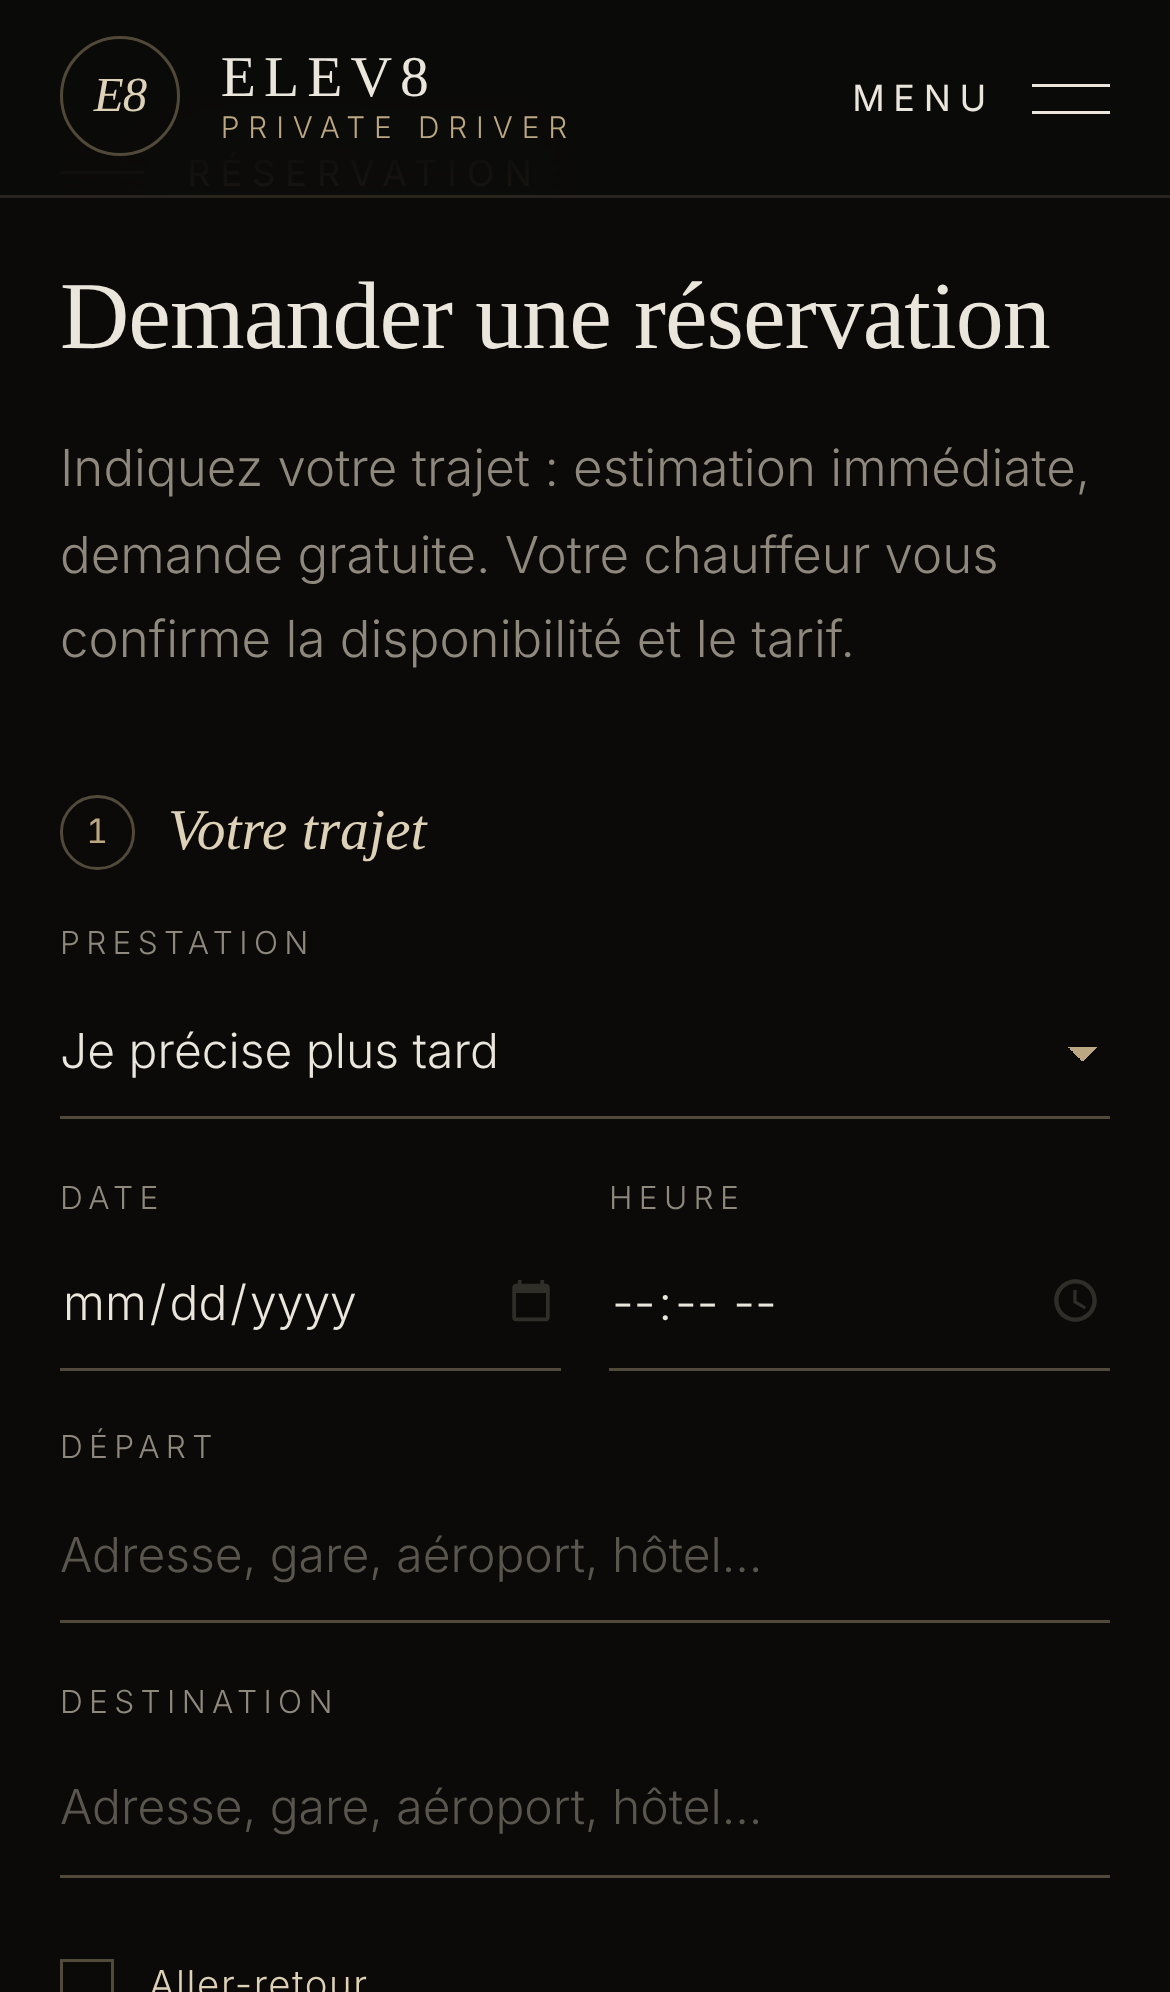 E8
ELEV8
PRIVATE DRIVER
MENU
RÉSERVATION
Demander une réservation
Indiquez votre trajet : estimation immédiate,
demande gratuite. Votre chauffeur vous
confirme la disponibilité et le tarif.
1 Votre trajet
PRESTATION
Je précise plus tard
DATE
HEURE
mm/dd/yyyy
--:-- --
DÉPART
Adresse, gare, aéroport, hôtel...
DESTINATION
Adresse, gare, aéroport, hôtel...
Aller-retour